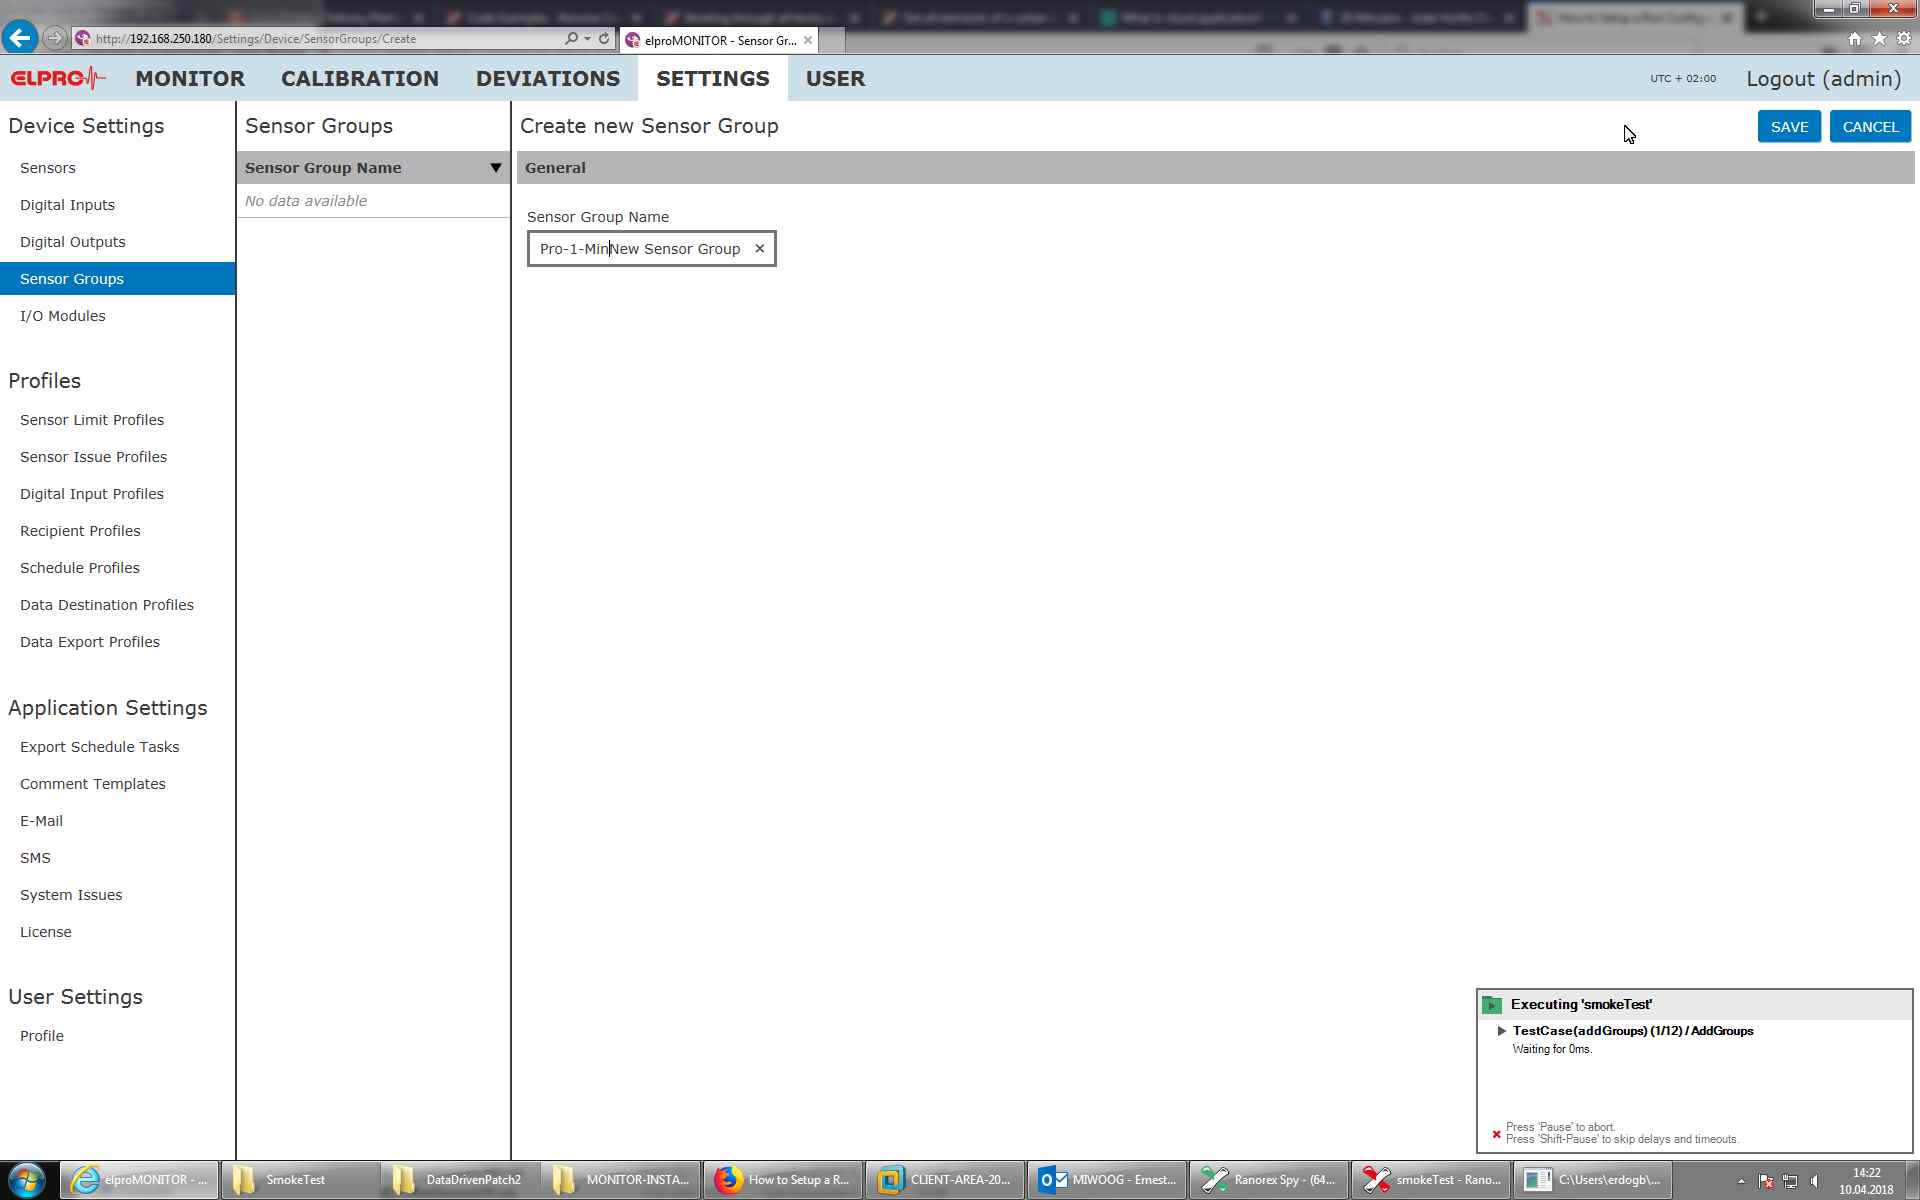 http://192.168.250.180/Settings/Device/SensorGroups/Create
elproMONITOR - Sensor Gr...
ELPRO
MONITOR
CALIBRATION
DEVIATIONS
SETTINGS
USER
UTC + 02:00
Logout (admin)
Device Settings
Sensors
Digital Inputs
Digital Outputs
Sensor Groups
I/O Modules
Profiles
Sensor Limit Profiles
Sensor Issue Profiles
Digital Input Profiles
Recipient Profiles
Schedule Profiles
Data Destination Profiles
Data Export Profiles
Application Settings
Export Schedule Tasks
Comment Templates
E-Mail
SMS
System Issues
License
User Settings
Profile
Sensor Groups
Sensor Group Name
No data available
Create new Sensor Group
SAVE
CANCEL
General
Sensor Group Name
Pro-1-MinNew Sensor Group
Executing 'smokeTest'
TestCase(addGroups) (1/12) / AddGroups
Waiting for 0ms.
Press 'Pause' to abort.
Press 'Shift-Pause' to skip delays and timeouts.
elproMONITOR - ...
SmokeTest
DataDrivenPatch2
MONITOR-INSTA...
How to Setup a R...
CLIENT-AREA-20...
MIWOOG - Ernest...
Ranorex Spy - (64...
smokeTest - Rano...
C:\Users\erdogb\...
14:22
10.04.2018